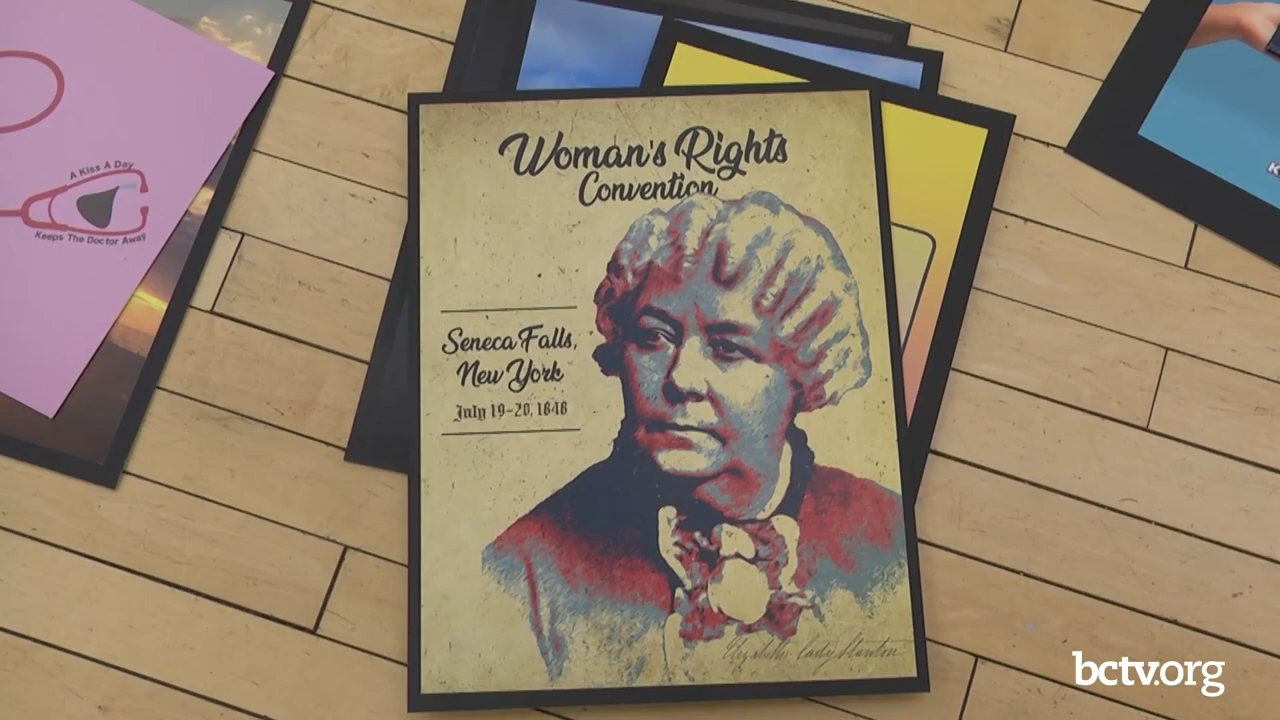 Woman's Rights
Convention
Seneca Falls,
New York
July 19-20, 1848
Elizabeth Cady Stanton
A Kiss A Day
Keeps The Doctor Away
bctv.org